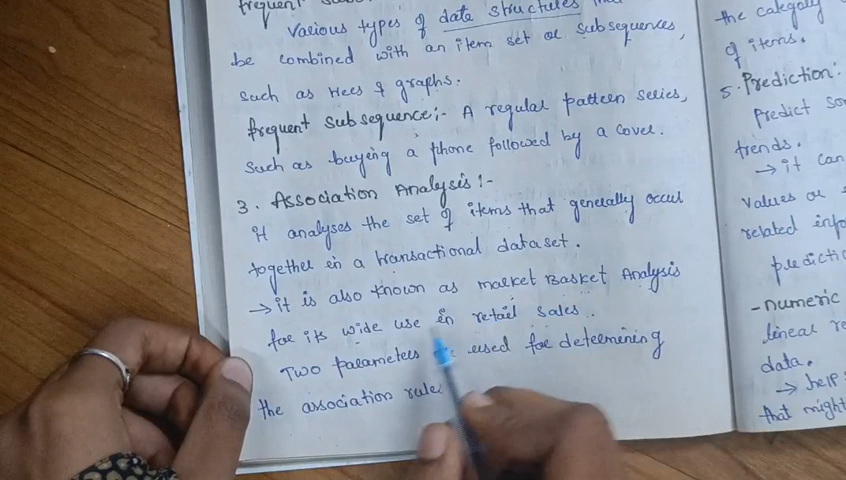 frequent
Various types of data structures
be combined with an item set or subsequences,
such as trees & graphs.
frequent subsequence:- A regular pattern series,
such as buying a phone followed by a cover.
3. Association Analysis:-
it analyses the set of items that generally occur
together in a transactional dataset.
→ it is also known as market Basket Analysis
for its wide use in retail sales..
Two parameters used for determining
the association rule
the category
of items.
5. Prediction:
predict
trends.
→ it can
values or
related
- numeric
linear
data.
→ help
that might